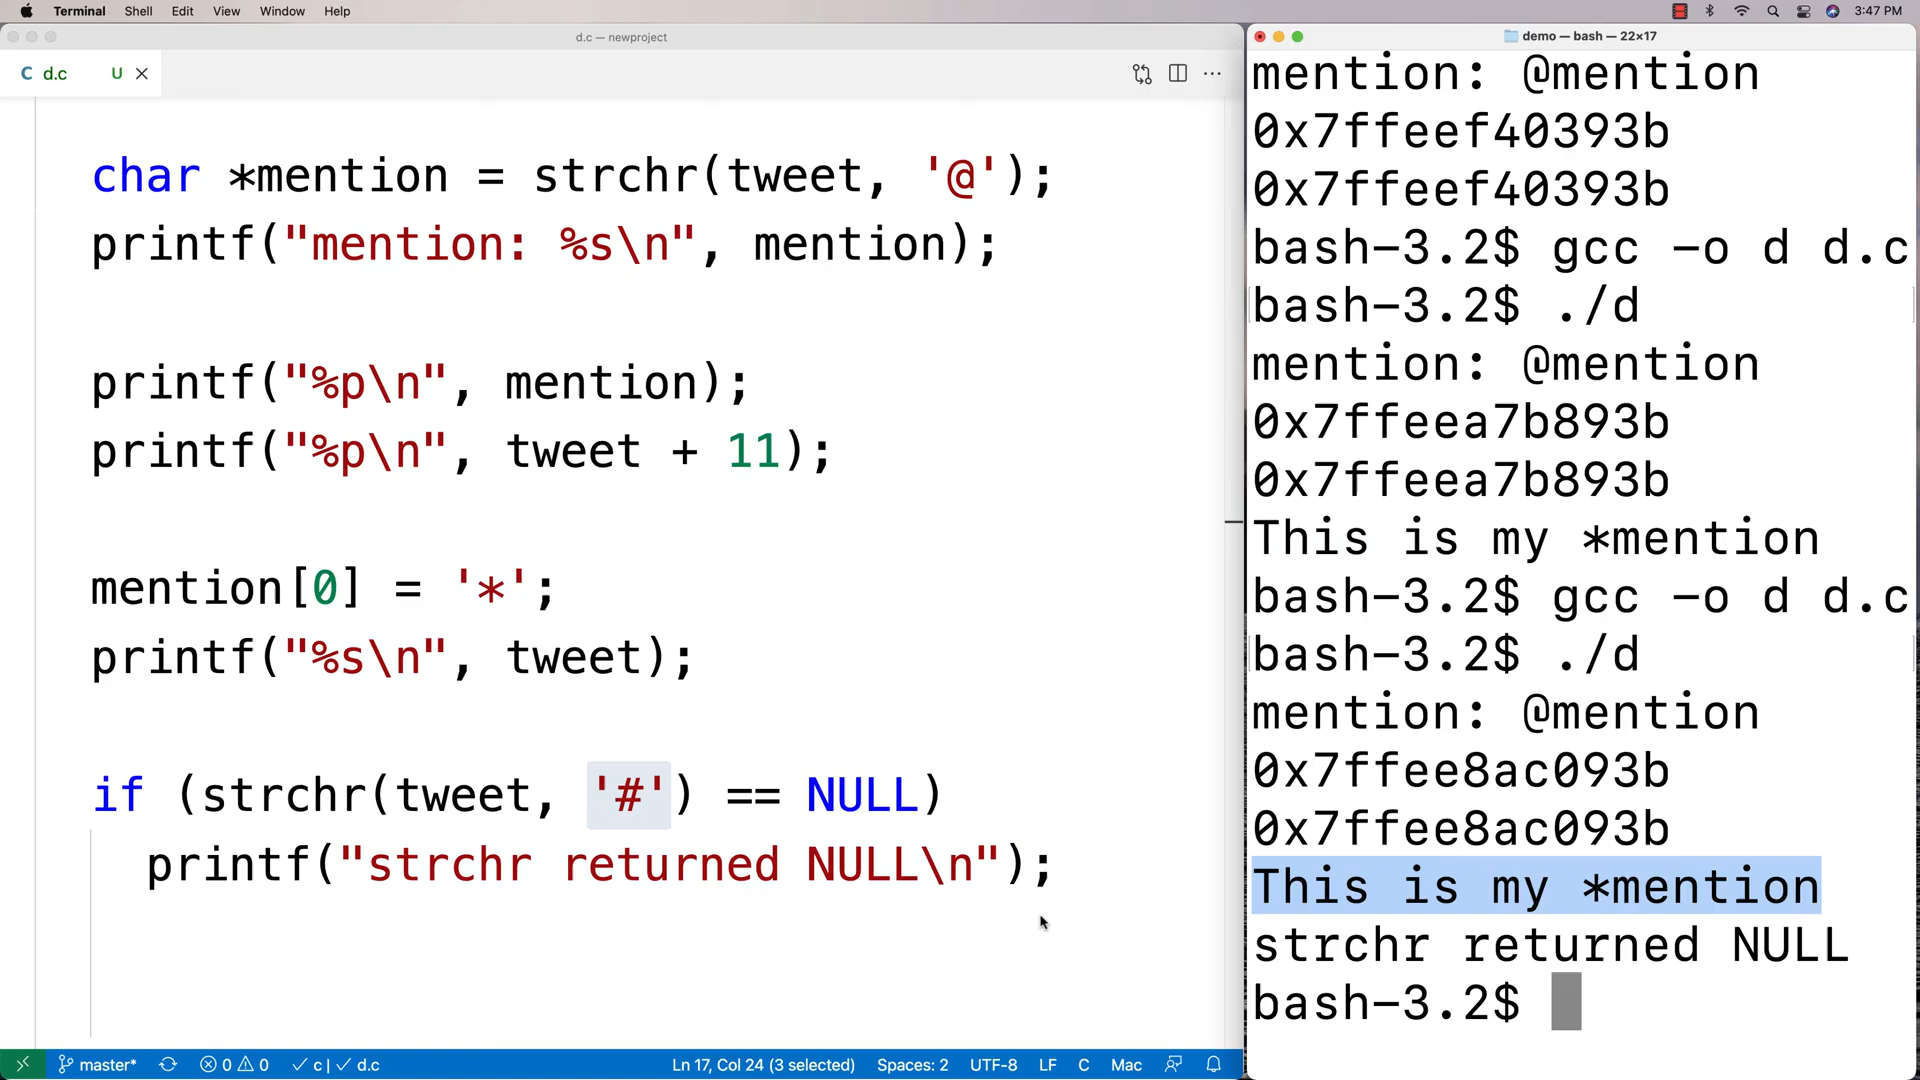 Terminal Shell Edit View Window Help 3:47 PM
d.c — newproject
C d.c U
char *mention = strchr(tweet, '@');
printf("mention: %s\n", mention);
printf("%p\n", mention);
printf("%p\n", tweet + 11);
mention[0] = '*';
printf("%s\n", tweet);
if (strchr(tweet, '#') == NULL)
printf("strchr returned NULL\n");
master* 0 0 c | d.c Ln 17, Col 24 (3 selected) Spaces: 2 UTF-8 LF C Mac
demo — bash — 22×17
mention: @mention
0x7ffeef40393b
0x7ffeef40393b
bash-3.2$ gcc -o d d.c
bash-3.2$ ./d
mention: @mention
0x7ffeea7b893b
0x7ffeea7b893b
This is my *mention
bash-3.2$ gcc -o d d.c
bash-3.2$ ./d
mention: @mention
0x7ffee8ac093b
0x7ffee8ac093b
This is my *mention
strchr returned NULL
bash-3.2$